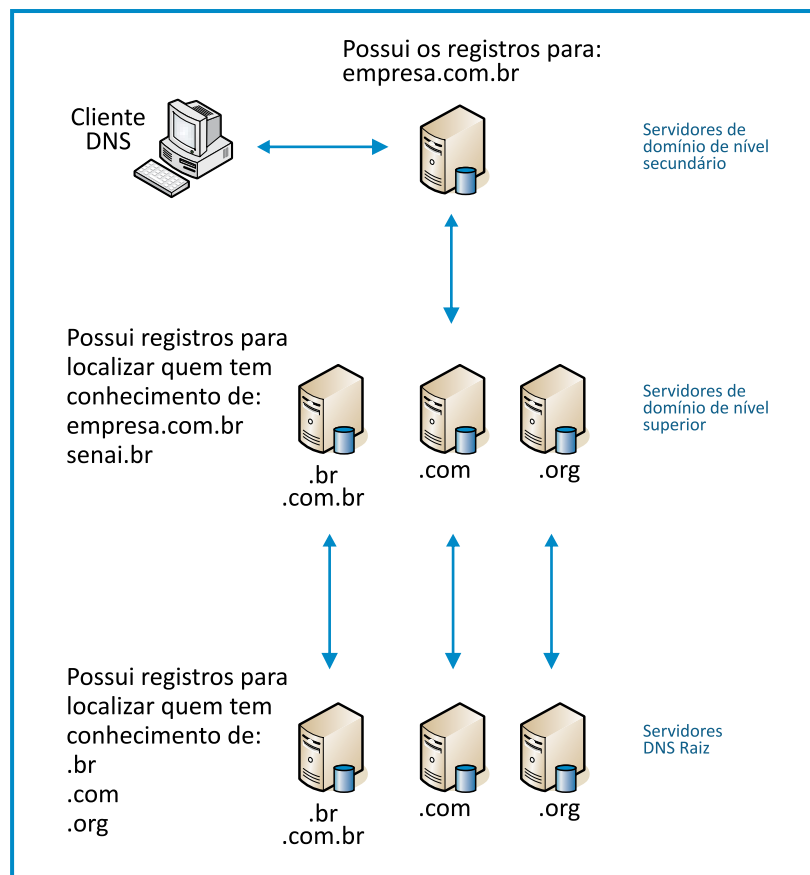 Possui os registros para:
empresa.com.br
Cliente
DNS
Servidores de
domínio de nível
secundário
Possui registros para
localizar quem tem
conhecimento de:
empresa.com.br
senai.br
.br
.com.br
.com
.org
Servidores de
domínio de nível
superior
Possui registros para
localizar quem tem
conhecimento de:
.br
.com
.org
.br
.com.br
.com
.org
Servidores
DNS Raiz